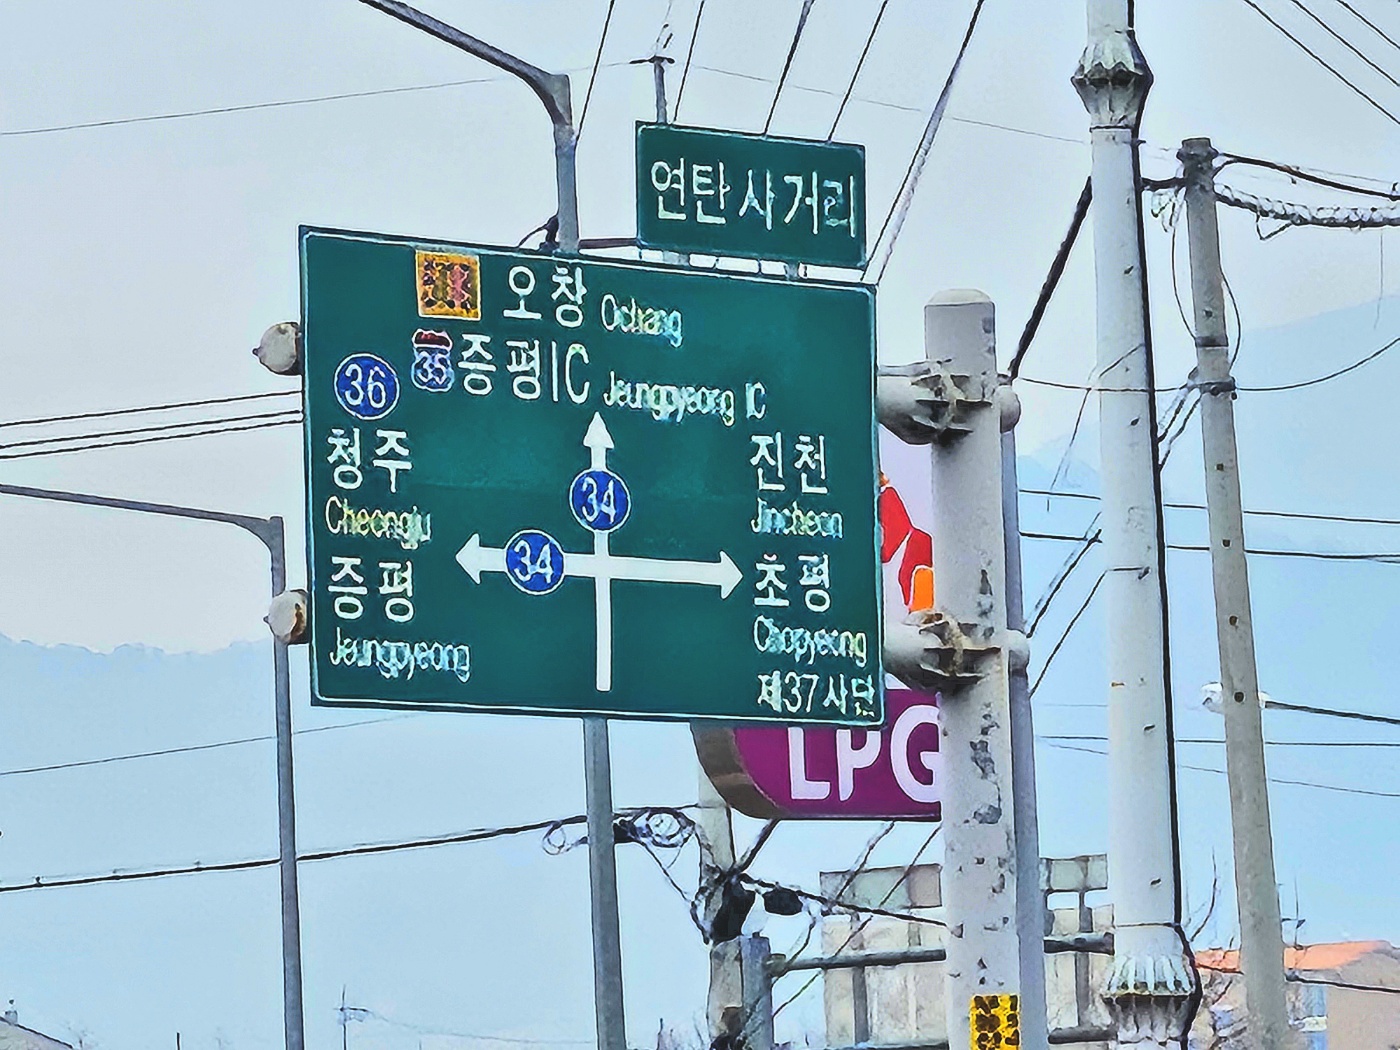 연탄사거리
오창 Ochang
35 증평IC Jeungpyeong IC
36
청주
Cheongju
증평
Jeungpyeong
34
34
진천
Jincheon
초평
Chopyeong
제37사단
LPG